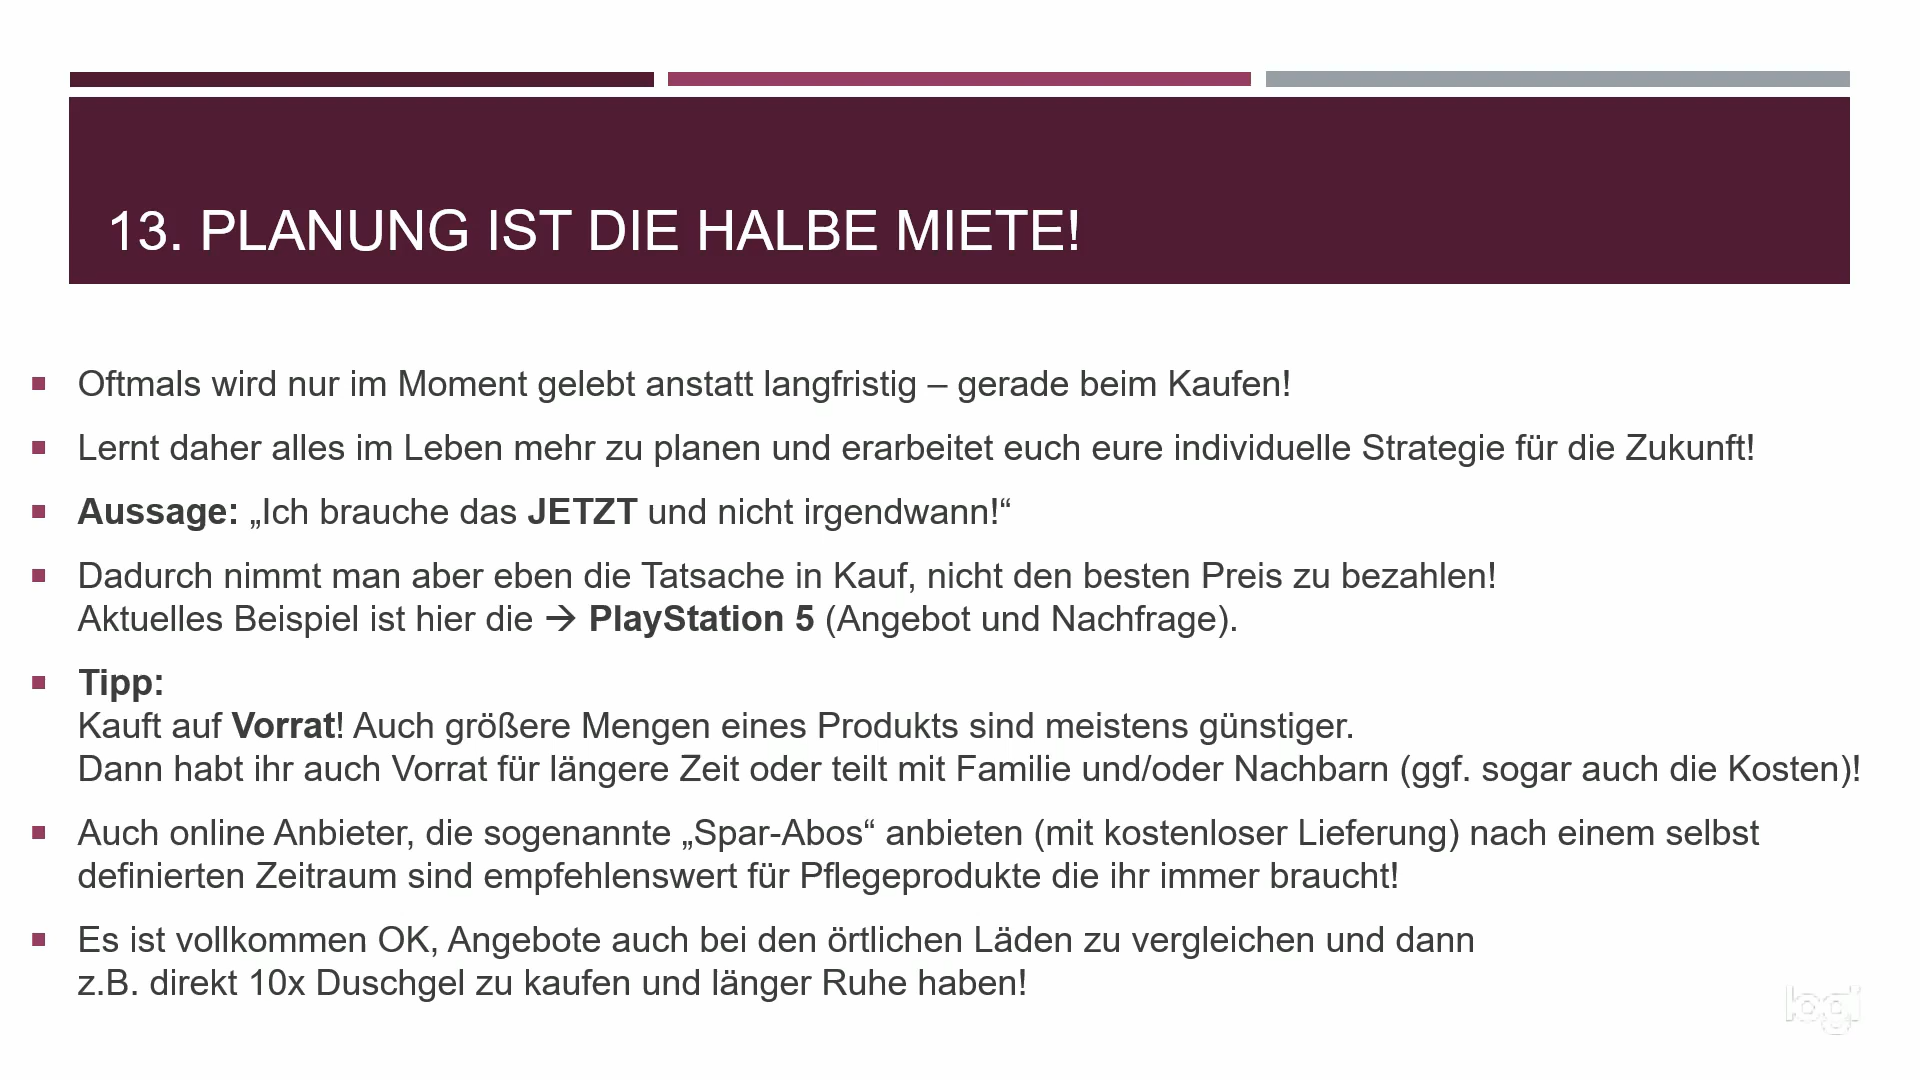 13. PLANUNG IST DIE HALBE MIETE!
Oftmals wird nur im Moment gelebt anstatt langfristig – gerade beim Kaufen!
Lernt daher alles im Leben mehr zu planen und erarbeitet euch eure individuelle Strategie für die Zukunft!
Aussage: „Ich brauche das JETZT und nicht irgendwann!“
Dadurch nimmt man aber eben die Tatsache in Kauf, nicht den besten Preis zu bezahlen!
Aktuelles Beispiel ist hier die → PlayStation 5 (Angebot und Nachfrage).
Tipp:
Kauft auf Vorrat! Auch größere Mengen eines Produkts sind meistens günstiger.
Dann habt ihr auch Vorrat für längere Zeit oder teilt mit Familie und/oder Nachbarn (ggf. sogar auch die Kosten)!
Auch online Anbieter, die sogenannte „Spar-Abos“ anbieten (mit kostenloser Lieferung) nach einem selbst
definierten Zeitraum sind empfehlenswert für Pflegeprodukte die ihr immer braucht!
Es ist vollkommen OK, Angebote auch bei den örtlichen Läden zu vergleichen und dann
z.B. direkt 10x Duschgel zu kaufen und länger Ruhe haben!
logi